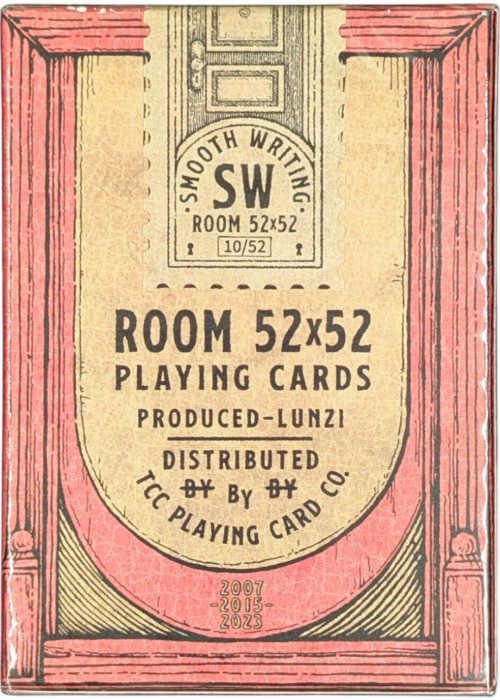 SMOOTH WRITING
SW
ROOM 52x52
10/52
ROOM 52x52
PLAYING CARDS
PRODUCED-LUNZI
DISTRIBUTED
BY By BY
TCC PLAYING CARD CO.
2007
-2015-
2023